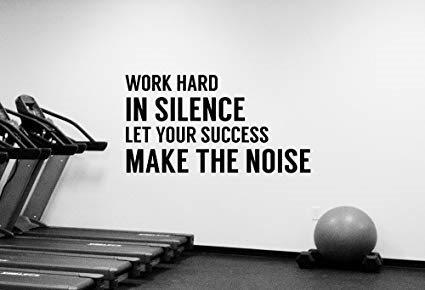 WORK HARD
IN SILENCE
LET YOUR SUCCESS
MAKE THE NOISE